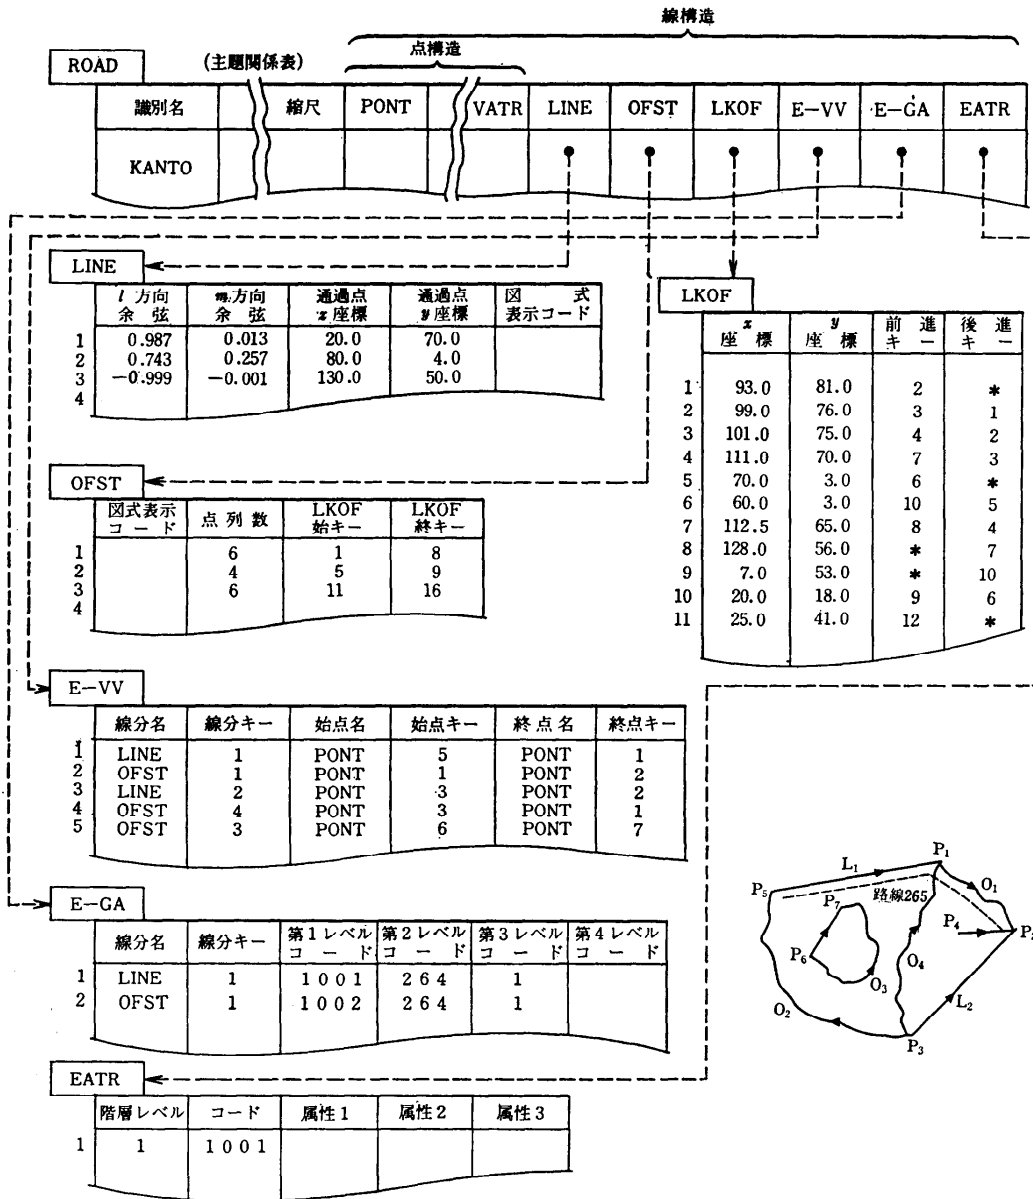 線構造
点構造
ROAD (主題関係表)
識別名 縮尺 PONT VATR LINE OFST LKOF E-VV E-GA EATR
KANTO
LINE
l 方向余弦 m 方向余弦 通過点 x 座標 通過点 y 座標 図式表示コード
1 0.987 0.013 20.0 70.0
2 0.743 0.257 80.0 4.0
3 -0.999 -0.001 130.0 50.0
4
LKOF
x 座標 y 座標 前進キー 後進キー
1 93.0 81.0 2 *
2 99.0 76.0 3 1
3 101.0 75.0 4 2
4 111.0 70.0 7 3
5 70.0 3.0 6 *
6 60.0 3.0 10 5
7 112.5 65.0 8 4
8 128.0 56.0 * 7
9 7.0 53.0 * 10
10 20.0 18.0 9 6
11 25.0 41.0 12 *
OFST
図式表示コード 点列数 LKOF始キー LKOF終キー
1 6 1 8
2 4 5 9
3 6 11 16
4
E-VV
線分名 線分キー 始点名 始点キー 終点名 終点キー
1 LINE 1 PONT 5 PONT 1
2 OFST 1 PONT 1 PONT 2
3 LINE 2 PONT 3 PONT 2
4 OFST 4 PONT 3 PONT 1
5 OFST 3 PONT 6 PONT 7
E-GA
線分名 線分キー 第1レベルコード 第2レベルコード 第3レベルコード 第4レベルコード
1 LINE 1 1001 264 1
2 OFST 1 1002 264 1
EATR
階層レベル コード 属性1 属性2 属性3
1 1 1001
P1
L1
O1
P5
路線265
P7
P4
P6
O4
O3
L2
O2
P3